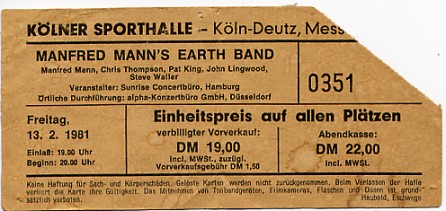 KÖLNER SPORTHALLE – Köln-Deutz, Mess
MANFRED MANN'S EARTH BAND
Manfred Mann, Chris Thompson, Pat King, John Lingwood,
Steve Waller
Veranstalter: Sunrise Concertbüro, Hamburg
Örtliche Durchführung: alpha-Konzertbüro GmbH, Düsseldorf
0351
Freitag,
13. 2. 1981
Einlaß: 19.00 Uhr
Beginn: 20.00 Uhr
Einheitspreis auf allen Plätzen
verbilligter Vorverkauf:
DM 19,00
incl. MWSt., zuzügl.
Vorverkaufsgebühr DM 1,50
Abendkasse:
DM 22,00
incl. MWSt.
Keine Haftung für Sach- und Körperschäden. Gelöste Karten werden nicht zurückgenommen. Beim Verlassen der Halle
verliert die Karte ihre Gültigkeit. Das Mitnehmen von Tonbandgeräten, Filmkameras, Flaschen und Dosen ist grund-
sätzlich verboten. Haubeld, Eschwege